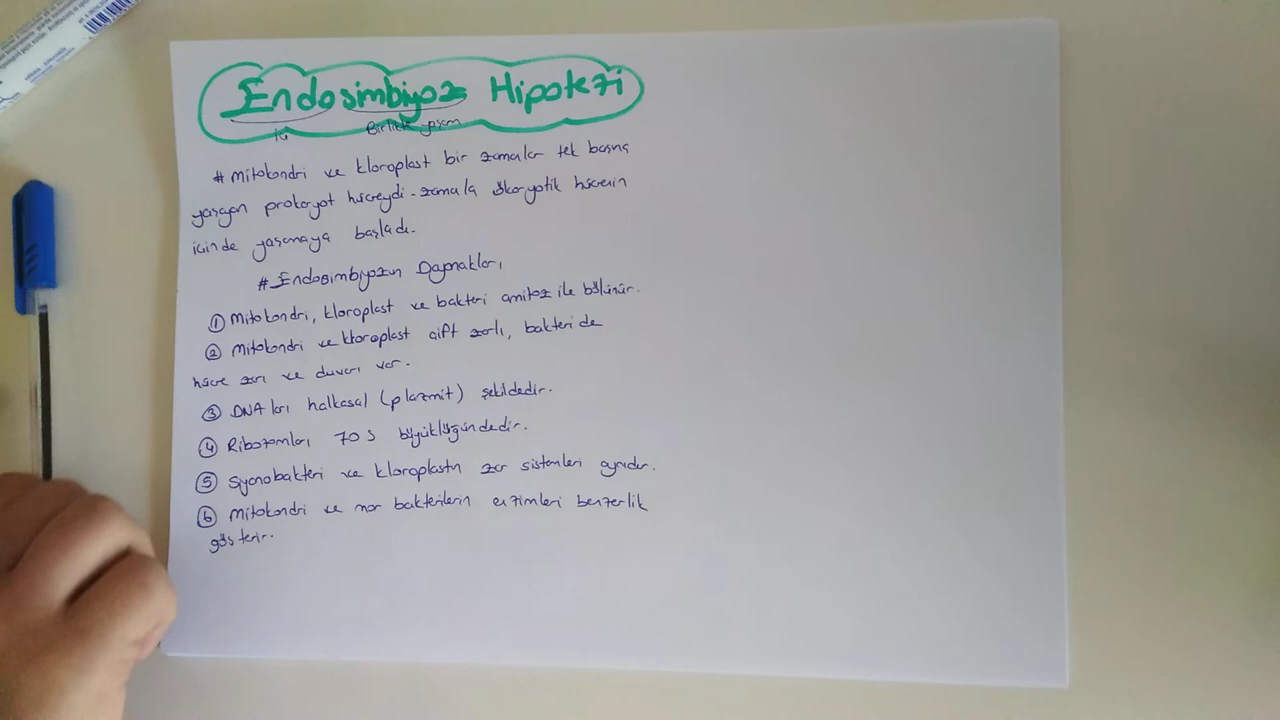 Endosimbiyoz Hipotezi
iç Birlikte yaşam
# Mitokondri ve kloroplast bir zamanlar tek başına
yaşayan prokaryot hücreydi-zamanla ökaryotik hücrenin
içinde yaşamaya başladı.
# Endosimbiyozun Dayanakları
① Mitokondri, kloroplast ve bakteri amitoz ile bölünür.
② Mitokondri ve kloroplast çift zarlı, bakteride
hücre zarı ve duvarı var.
③ DNA ları halkasal (plazmit) şekildedir.
④ Ribozomları 70 S büyüklüğündedir.
⑤ Siyanobakteri ve kloroplastın zar sistemleri aynıdır.
⑥ Mitokondri ve mor bakterilerin enzimleri benzerlik
gösterir.